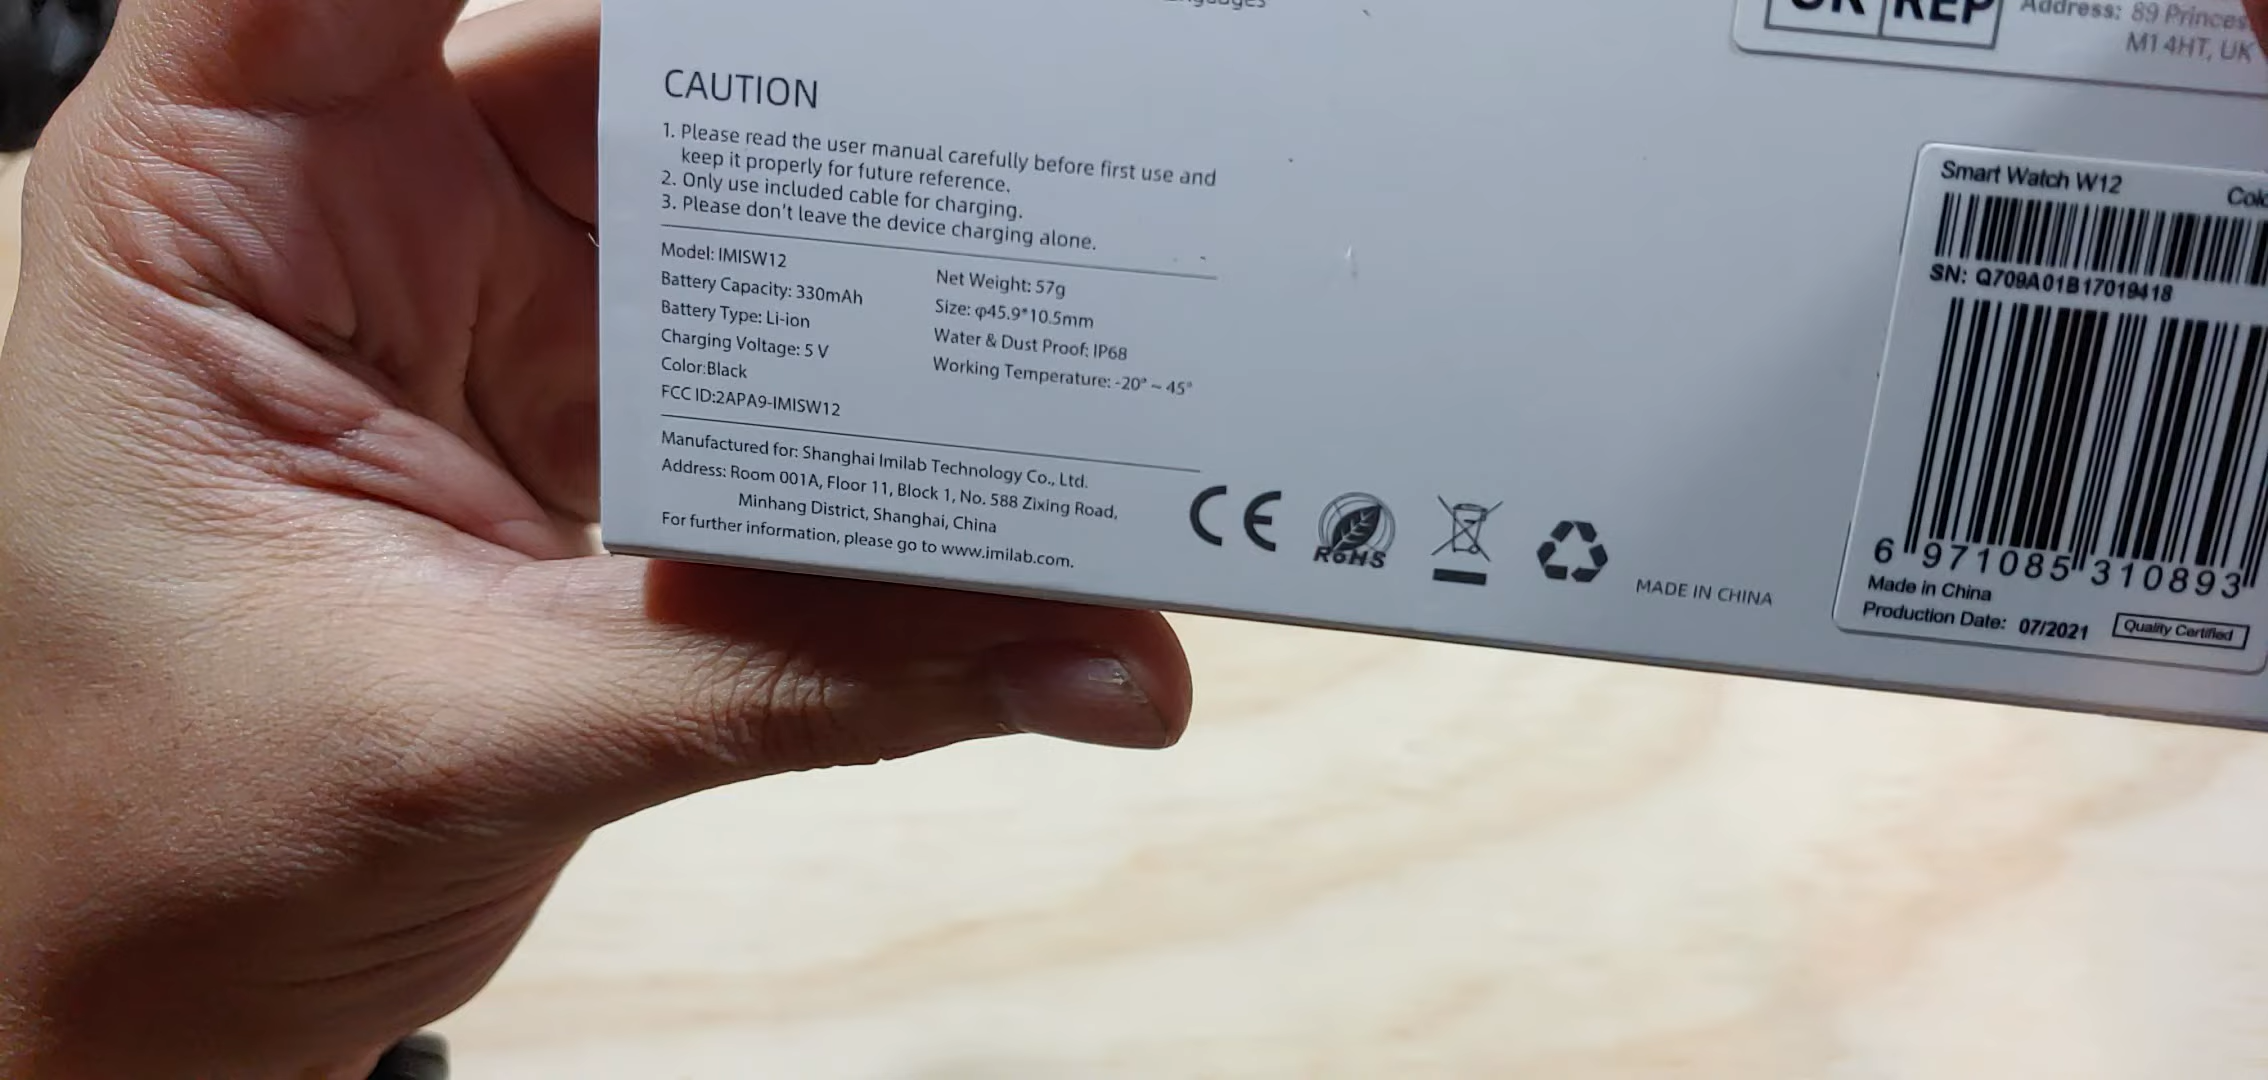 REP
Address: 89 Princes
M1 4HT, UK
CAUTION
1. Please read the user manual carefully before first use and
keep it properly for future reference.
2. Only use included cable for charging.
3. Please don't leave the device charging alone.
Model: IMISW12
Battery Capacity: 330mAh
Battery Type: Li-ion
Charging Voltage: 5 V
Color:Black
FCC ID:2APA9-IMISW12
Net Weight: 57g
Size: φ45.9*10.5mm
Water & Dust Proof: IP68
Working Temperature: -20° ~ 45°
Manufactured for: Shanghai Imilab Technology Co., Ltd.
Address: Room 001A, Floor 11, Block 1, No. 588 Zixing Road,
Minhang District, Shanghai, China
For further information, please go to www.imilab.com.
CE
RoHS
MADE IN CHINA
Smart Watch W12
SN: Q709A01B17019418
6 971085 310893
Made in China
Production Date: 07/2021
Quality Certified